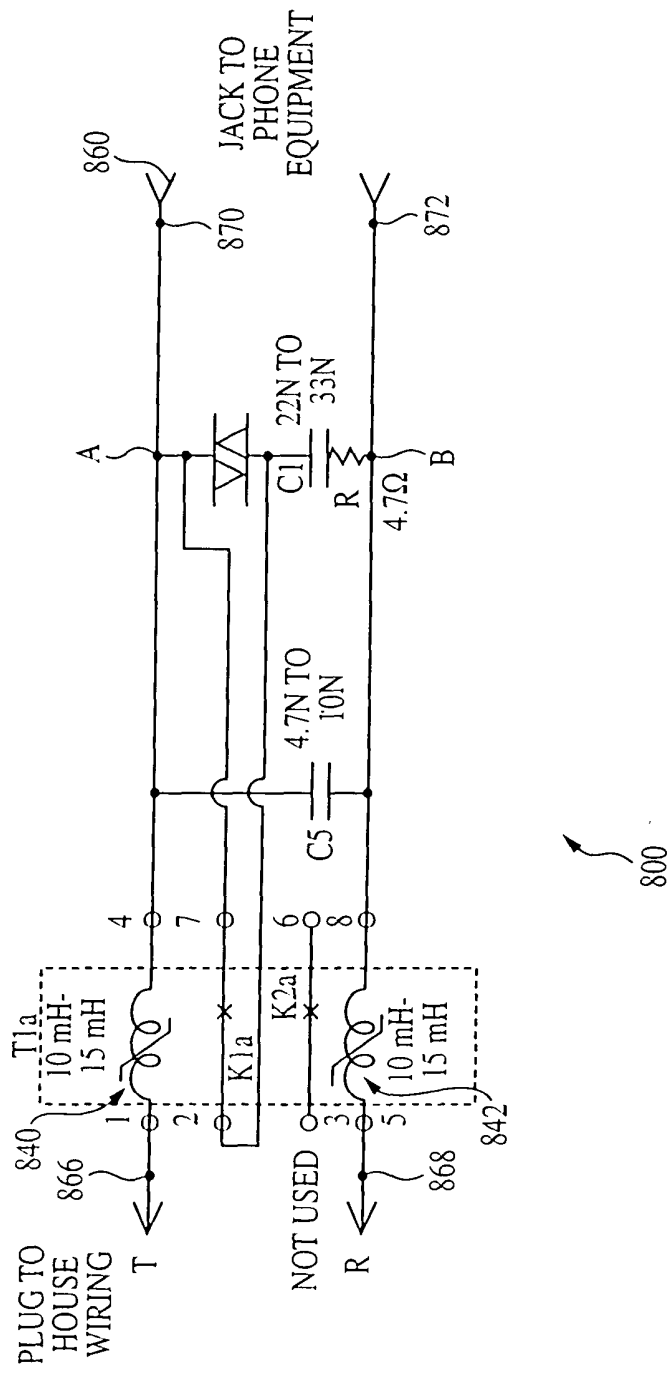 PLUG TO
HOUSE
WIRING
T
866
840
T1a
10 mH-
15 mH
1
4
2
7
K1a
NOT USED
3
K2a
6
5
8
R
868
10 mH-
15 mH
842
C5
4.7N TO
10N
A
22N TO
33N
C1
R
4.7Ω
B
860
870
JACK TO
PHONE
EQUIPMENT
872
800